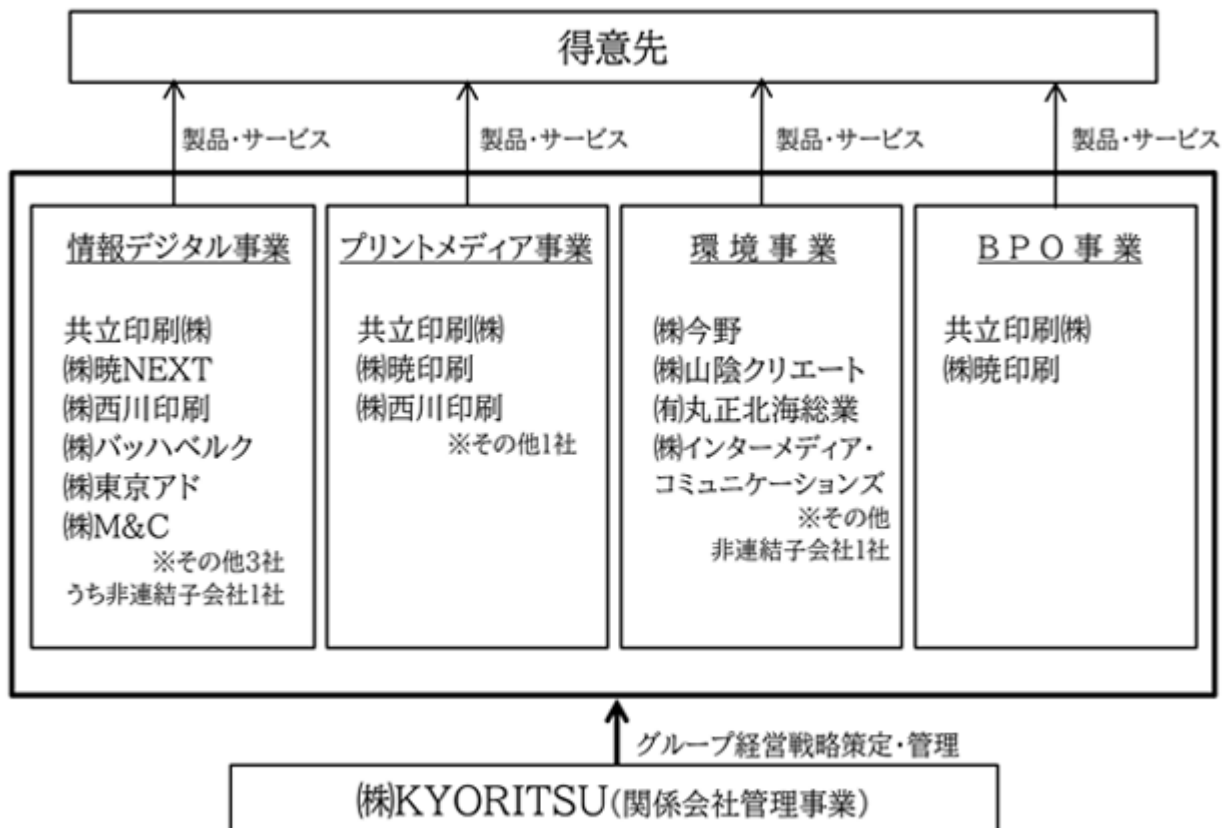 得意先
製品・サービス
製品・サービス
製品・サービス
製品・サービス
情報デジタル事業
共立印刷㈱
㈱暁NEXT
㈱西川印刷
㈱バッハベルク
㈱東京アド
㈱M&C
※その他3社
うち非連結子会社1社
プリントメディア事業
共立印刷㈱
㈱暁印刷
㈱西川印刷
※その他1社
環境事業
㈱今野
㈱山陰クリエート
㈲丸正北海総業
㈱インターメディア・
コミュニケーションズ
※その他
非連結子会社1社
BPO事業
共立印刷㈱
㈱暁印刷
グループ経営戦略策定・管理
㈱KYORITSU(関係会社管理事業)